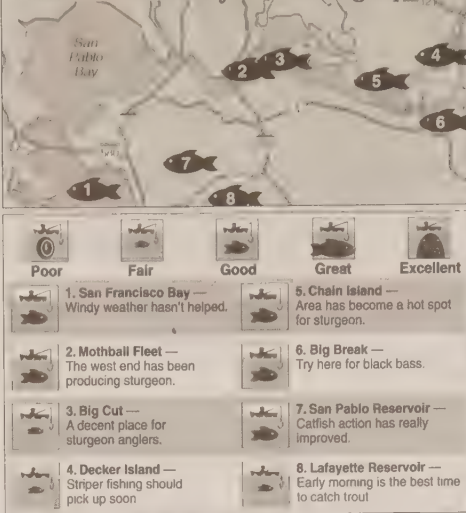 San
Pablo
Bay
1
2
3
4
5
6
7
8
Poor
Fair
Good
Great
Excellent
1. San Francisco Bay —
Windy weather hasn't helped.
2. Mothball Fleet —
The west end has been
producing sturgeon.
3. Big Cut —
A decent place for
sturgeon anglers.
4. Decker Island —
Striper fishing should
pick up soon
5. Chain Island —
Area has become a hot spot
for sturgeon.
6. Big Break —
Try here for black bass.
7. San Pablo Reservoir —
Catfish action has really
improved.
8. Lafayette Reservoir —
Early morning is the best time
to catch trout